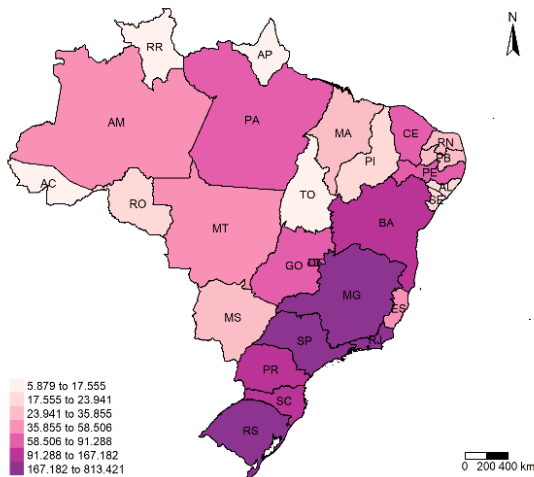 N
RR
AP
AM
PA
MA
CE
RN
PB
PI
PE
AL
SE
AC
RO
TO
BA
MT
GO
DF
MG
ES
MS
SP
RJ
PR
SC
RS
5.879 to 17.555
17.555 to 23.941
23.941 to 35.855
35.855 to 58.506
58.506 to 91.288
91.288 to 167.182
167.182 to 813.421
0 200 400 km